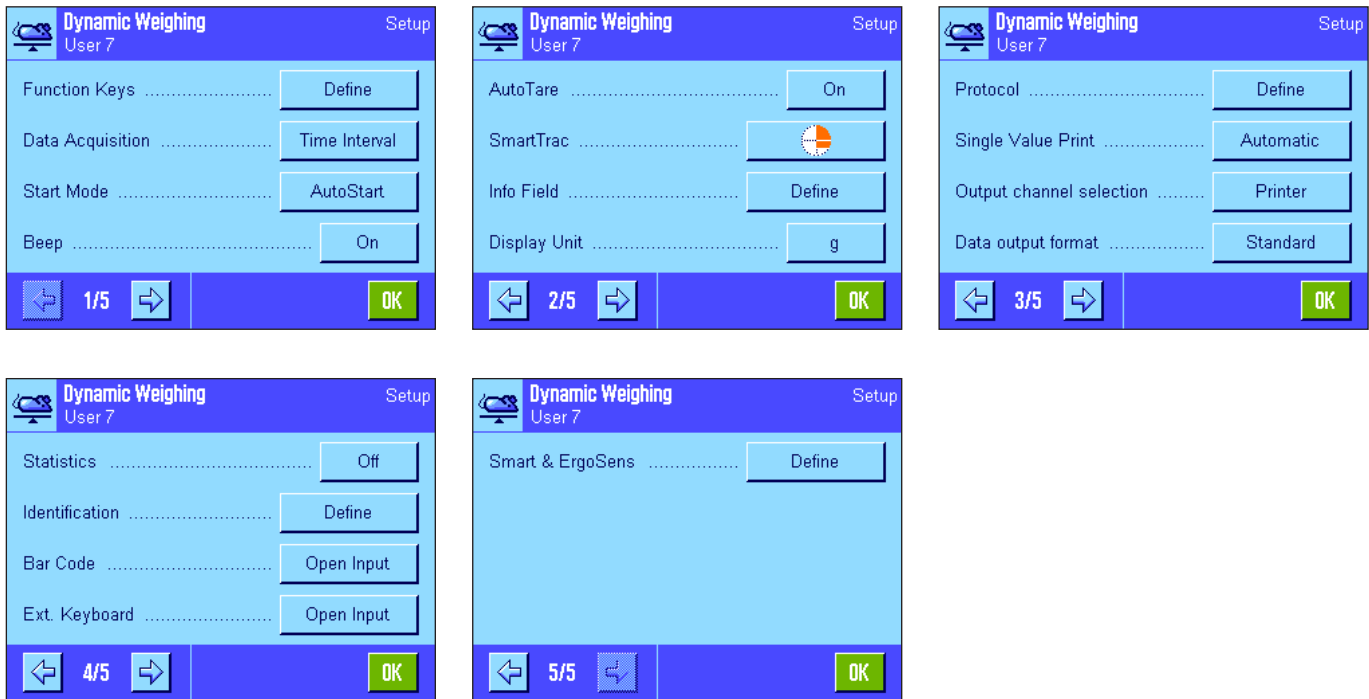 Dynamic Weighing Setup
User 7
Function Keys ........................ Define
Data Acquisition .................. Time Interval
Start Mode ............................ AutoStart
Beep ........................................... On
1/5 OK
Dynamic Weighing Setup
User 7
AutoTare ................................. On
SmartTrac ............................
Info Field .............................. Define
Display Unit ................................ g
2/5 OK
Dynamic Weighing Setup
User 7
Protocol ................................ Define
Single Value Print ................. Automatic
Output channel selection ......... Printer
Data output format ................ Standard
3/5 OK
Dynamic Weighing Setup
User 7
Statistics ..................................... Off
Identification .......................... Define
Bar Code ............................ Open Input
Ext. Keyboard ....................... Open Input
4/5 OK
Dynamic Weighing Setup
User 7
Smart & ErgoSens ................. Define
5/5 OK